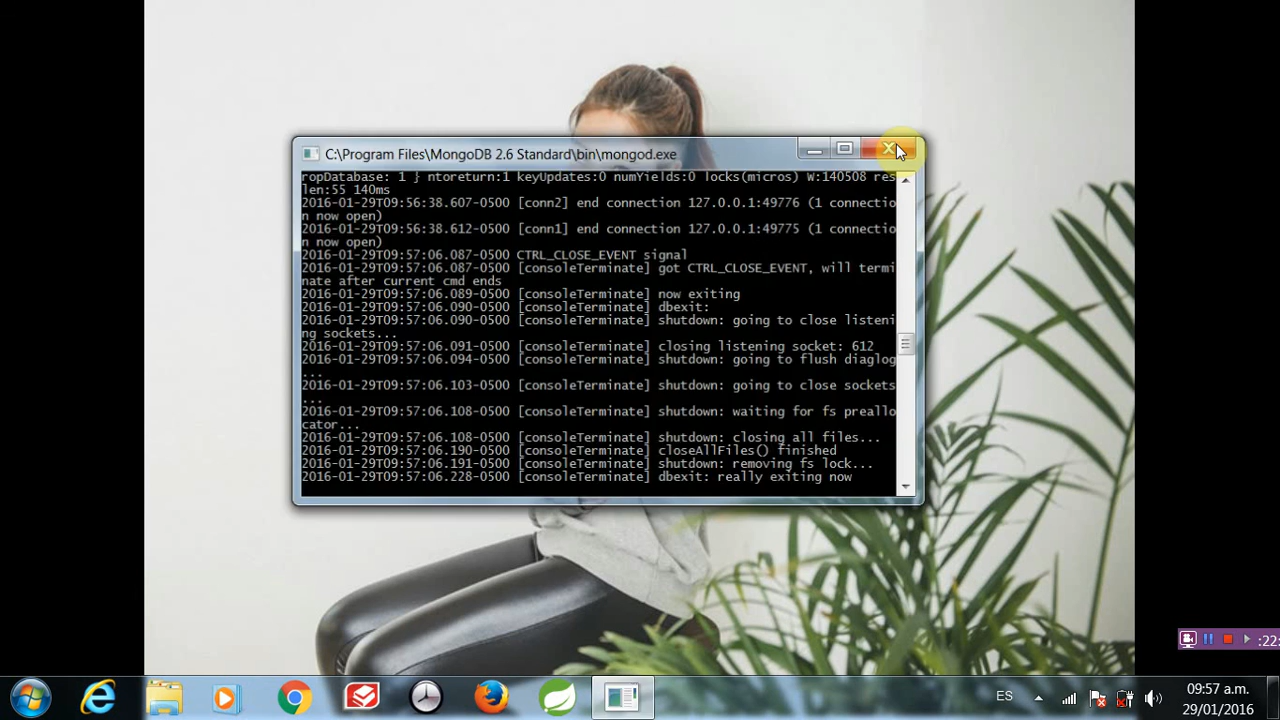 C:\Program Files\MongoDB 2.6 Standard\bin\mongod.exe
ropDatabase: 1 } ntoreturn:1 keyUpdates:0 numYields:0 locks(micros) W:140508 res
len:55 140ms
2016-01-29T09:56:38.607-0500 [conn2] end connection 127.0.0.1:49776 (1 connectio
n now open)
2016-01-29T09:56:38.612-0500 [conn1] end connection 127.0.0.1:49775 (1 connectio
n now open)
2016-01-29T09:57:06.087-0500 CTRL_CLOSE_EVENT signal
2016-01-29T09:57:06.087-0500 [consoleTerminate] got CTRL_CLOSE_EVENT, will termi
nate after current cmd ends
2016-01-29T09:57:06.089-0500 [consoleTerminate] now exiting
2016-01-29T09:57:06.090-0500 [consoleTerminate] dbexit:
2016-01-29T09:57:06.090-0500 [consoleTerminate] shutdown: going to close listeni
ng sockets...
2016-01-29T09:57:06.091-0500 [consoleTerminate] closing listening socket: 612
2016-01-29T09:57:06.094-0500 [consoleTerminate] shutdown: going to flush diaglog
...
2016-01-29T09:57:06.103-0500 [consoleTerminate] shutdown: going to close sockets
...
2016-01-29T09:57:06.108-0500 [consoleTerminate] shutdown: waiting for fs preallo
cator...
2016-01-29T09:57:06.108-0500 [consoleTerminate] shutdown: closing all files...
2016-01-29T09:57:06.190-0500 [consoleTerminate] closeAllFiles() finished
2016-01-29T09:57:06.191-0500 [consoleTerminate] shutdown: removing fs lock...
2016-01-29T09:57:06.228-0500 [consoleTerminate] dbexit: really exiting now
:22:
ES
09:57 a.m.
29/01/2016